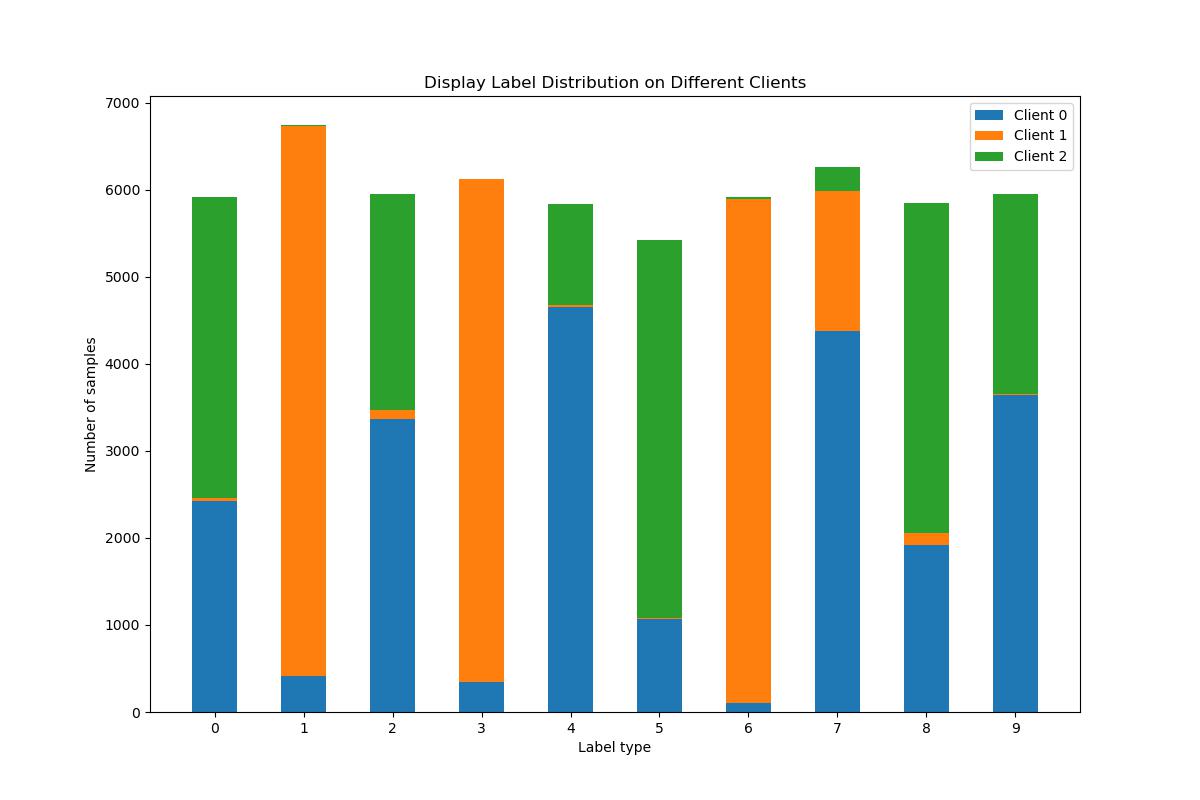 Display Label Distribution on Different Clients
7000
6000
5000
4000
3000
2000
1000
0
Number of samples
Client 0
Client 1
Client 2
0 1 2 3 4 5 6 7 8 9
Label type